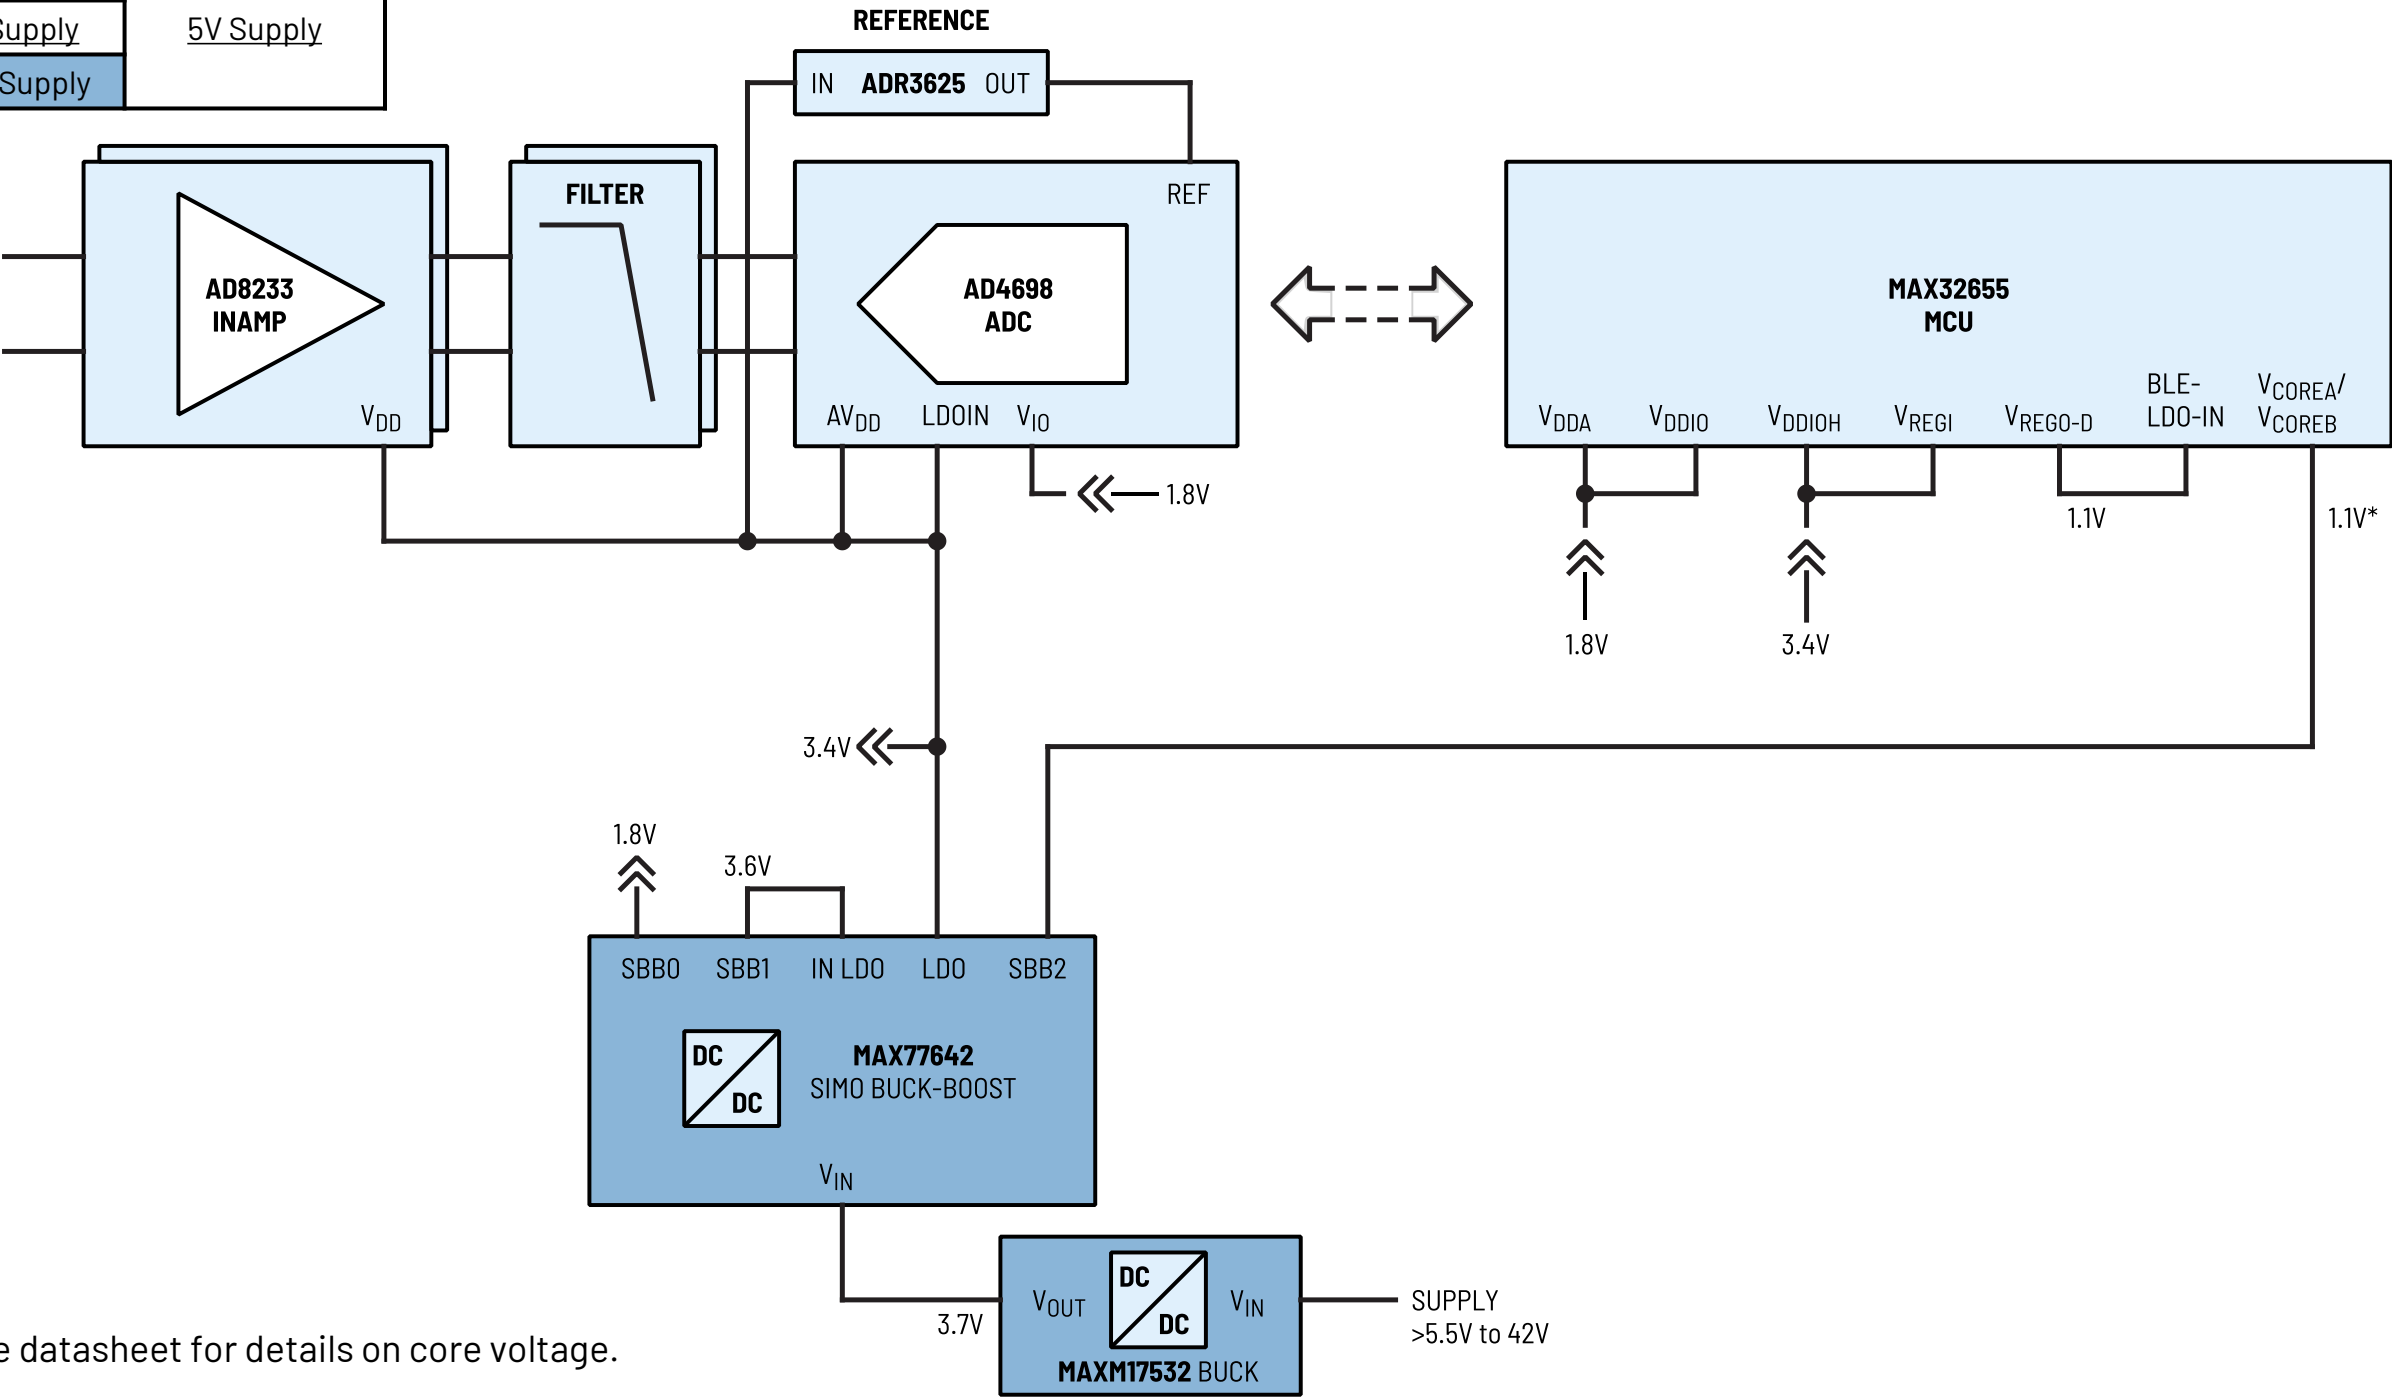 Supply
5V Supply
Supply
REFERENCE
IN ADR3625 OUT
FILTER
REF
AD8233
INAMP
AD4698
ADC
MAX32655
MCU
VDD
AVDD LDOIN VIO
VDDA VDDIO VDDIOH VREGI VREGO-D
BLE-
LDO-IN
VCOREA/
VCOREB
1.8V
1.1V
1.1V*
1.8V
3.4V
3.4V
1.8V
3.6V
SBB0 SBB1 IN LDO LDO SBB2
DC
DC
MAX77642
SIMO BUCK-BOOST
VIN
3.7V
VOUT
DC
DC
VIN
MAXM17532 BUCK
SUPPLY
>5.5V to 42V
datasheet for details on core voltage.